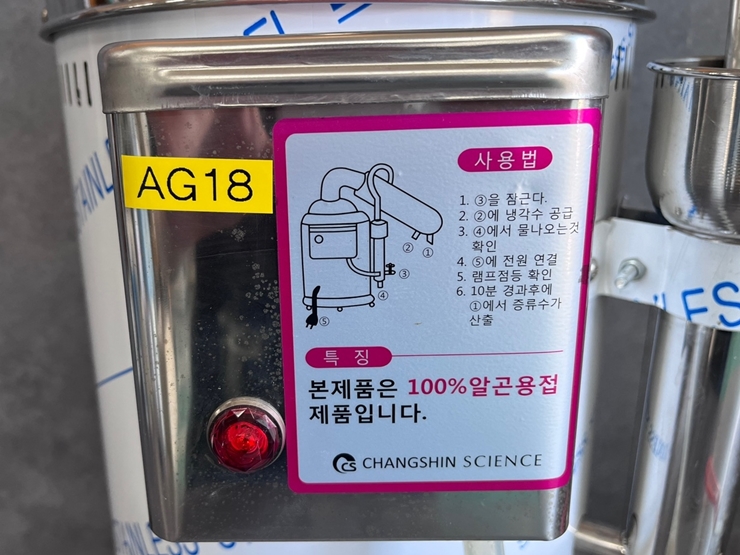 AG18
사용법
1. ③을 잠근다.
2. ②에 냉각수 공급
3. ④에서 물나오는것
확인
4. ⑤에 전원 연결
5. 램프점등 확인
6. 10분 경과후에
①에서 증류수가
산출
② ①
③
④
⑤
특징
본제품은 100%알곤용접
제품입니다.
CS CHANGSHIN SCIENCE